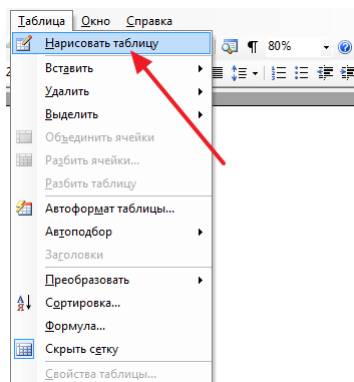 Таблица Окно Справка
Нарисовать таблицу
¶ 80%
Вставить
Удалить
Выделить
Объединить ячейки
Разбить ячейки...
Разбить таблицу
Автоформат таблицы...
Автоподбор
Заголовки
Преобразовать
Сортировка...
Формула...
Скрыть сетку
Свойства таблицы...